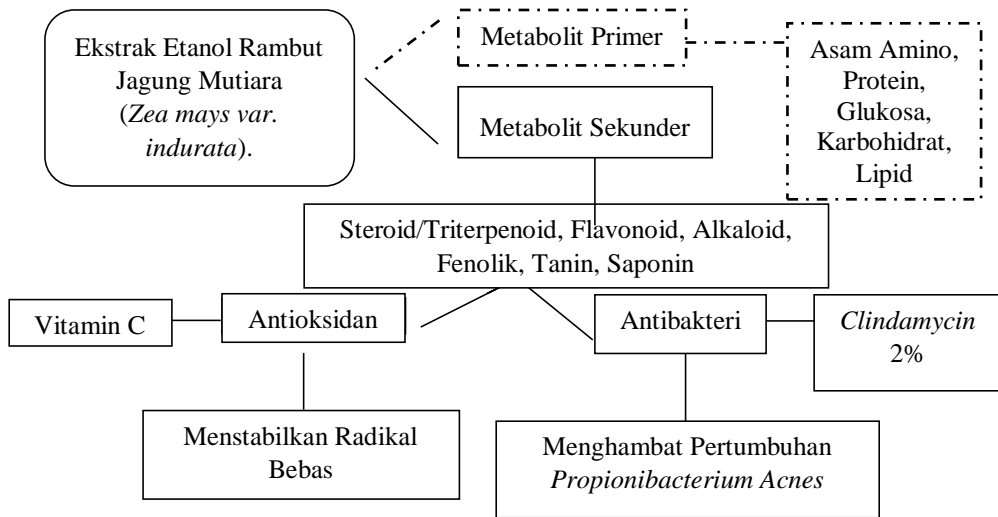 Ekstrak Etanol Rambut
Jagung Mutiara
(Zea mays var.
indurata).
Metabolit Primer
Asam Amino,
Protein,
Glukosa,
Karbohidrat,
Lipid
Metabolit Sekunder
Steroid/Triterpenoid, Flavonoid, Alkaloid,
Fenolik, Tanin, Saponin
Vitamin C
Antioksidan
Antibakteri
Clindamycin
2%
Menstabilkan Radikal
Bebas
Menghambat Pertumbuhan
Propionibacterium Acnes